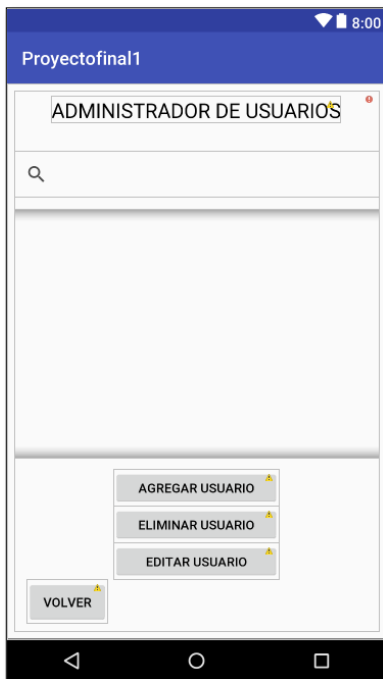 8:00
Proyectofinal1
ADMINISTRADOR DE USUARIOS
AGREGAR USUARIO
ELIMINAR USUARIO
EDITAR USUARIO
VOLVER